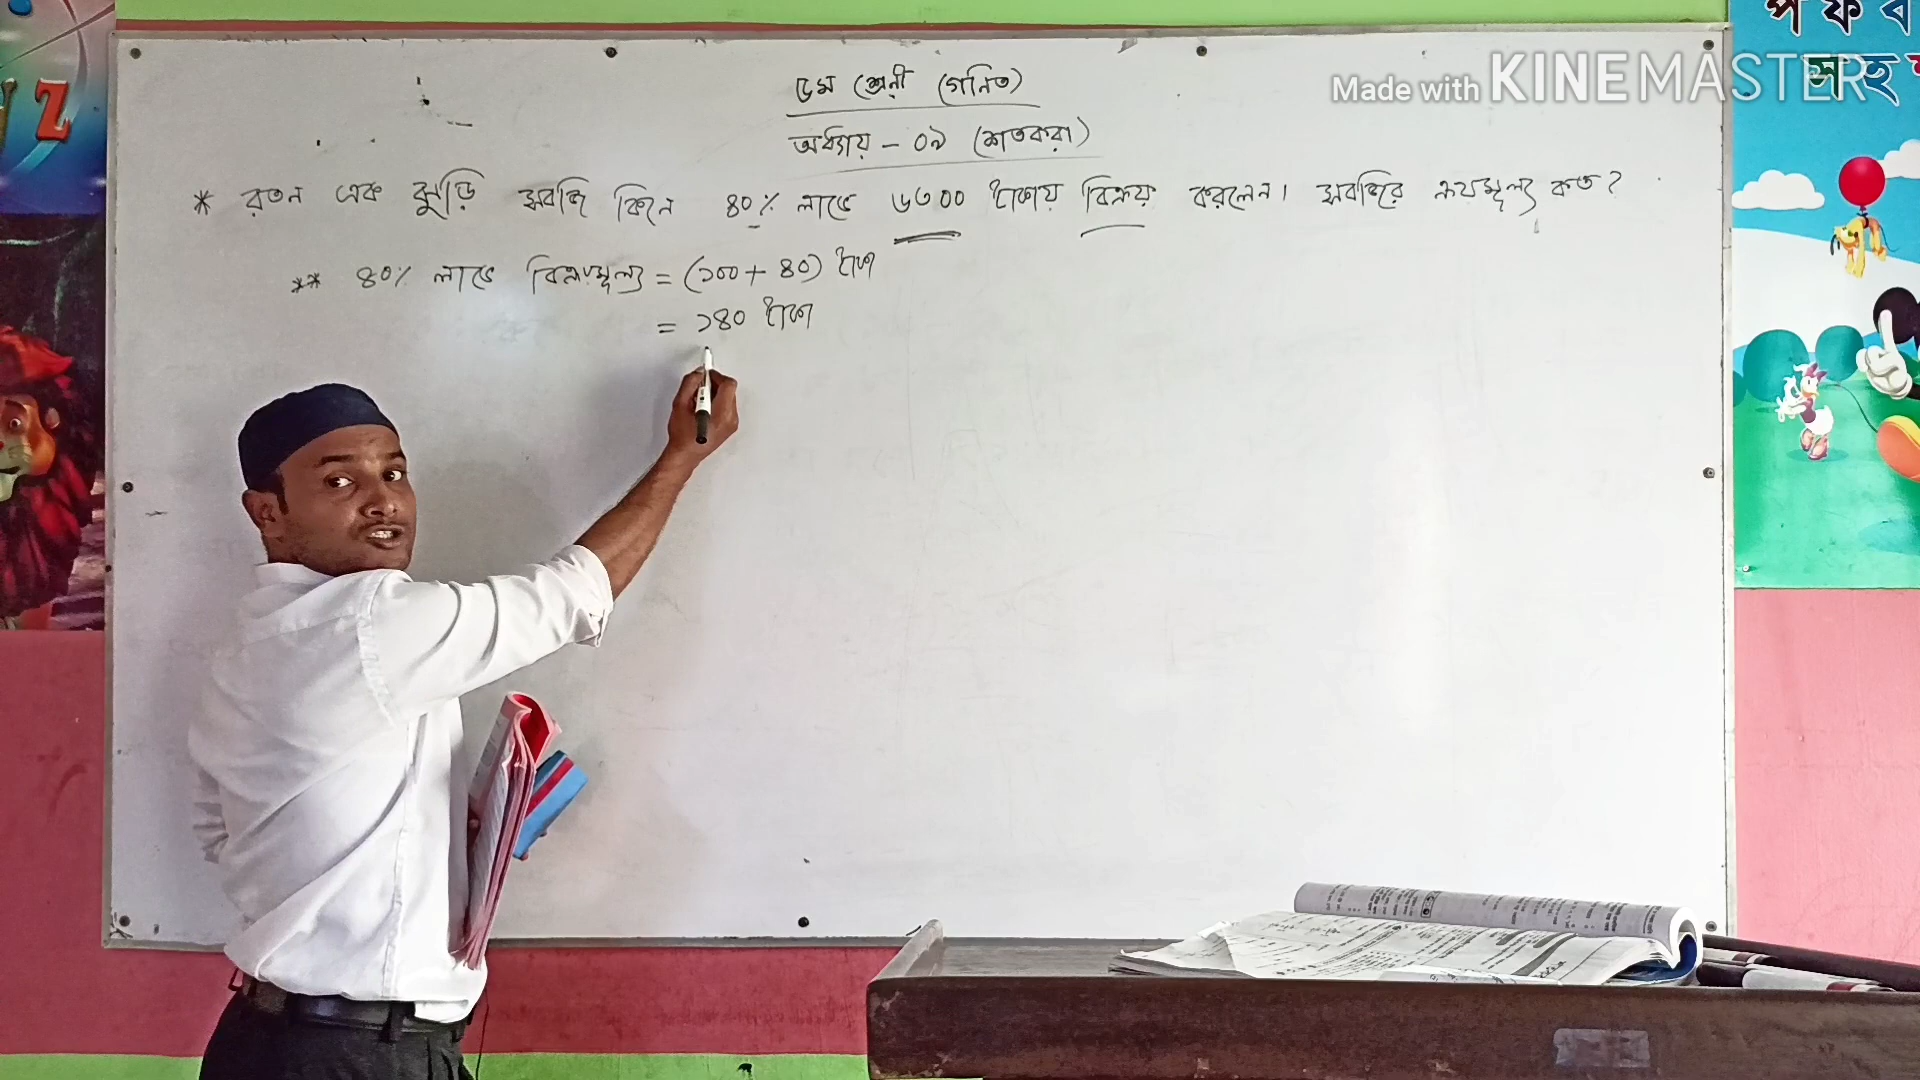 ৫ম শ্রেনী (গনিত)
অধ্যায় - ০৯ (শতকরা)
* রতন এক ঝুড়ি সবজি কিনে ৪০% লাভে ৬৩০০ টাকায় বিক্রয় করলেন। সবজির ক্রয়মূল্য কত?
** ৪০% লাভে বিক্রয়মূল্য = (১০০ + ৪০) টাকা
= ১৪০ টাকা
Made with KINEMASTER
প ফ ব
স হ
Z